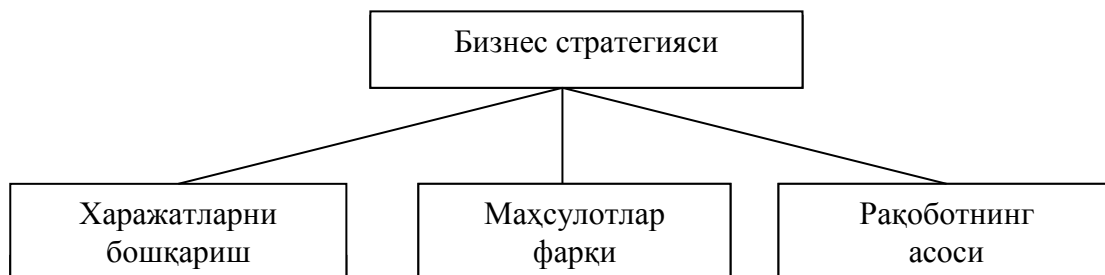 Бизнес стратегияси
Харажатларни
бошқариш
Маҳсулотлар
фарқи
Рақоботнинг
асоси